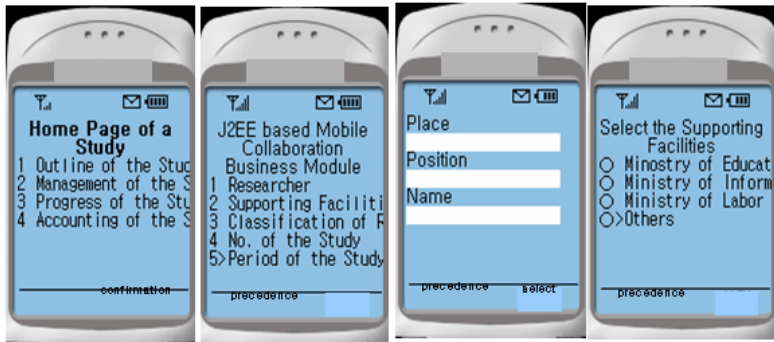 Home Page of a
Study
1 Outline of the Stud
2 Management of the S
3 Progress of the Stu
4 Accounting of the S
confirmation
J2EE based Mobile
Collaboration
Business Module
1 Researcher
2 Supporting Faciliti
3 Classification of R
4 No. of the Study
5>Period of the Study
precedence
Place
Position
Name
precedence select
Select the Supporting
Facilities
Minostry of Educat
Ministry of Inform
Ministry of Labor
>Others
precedence